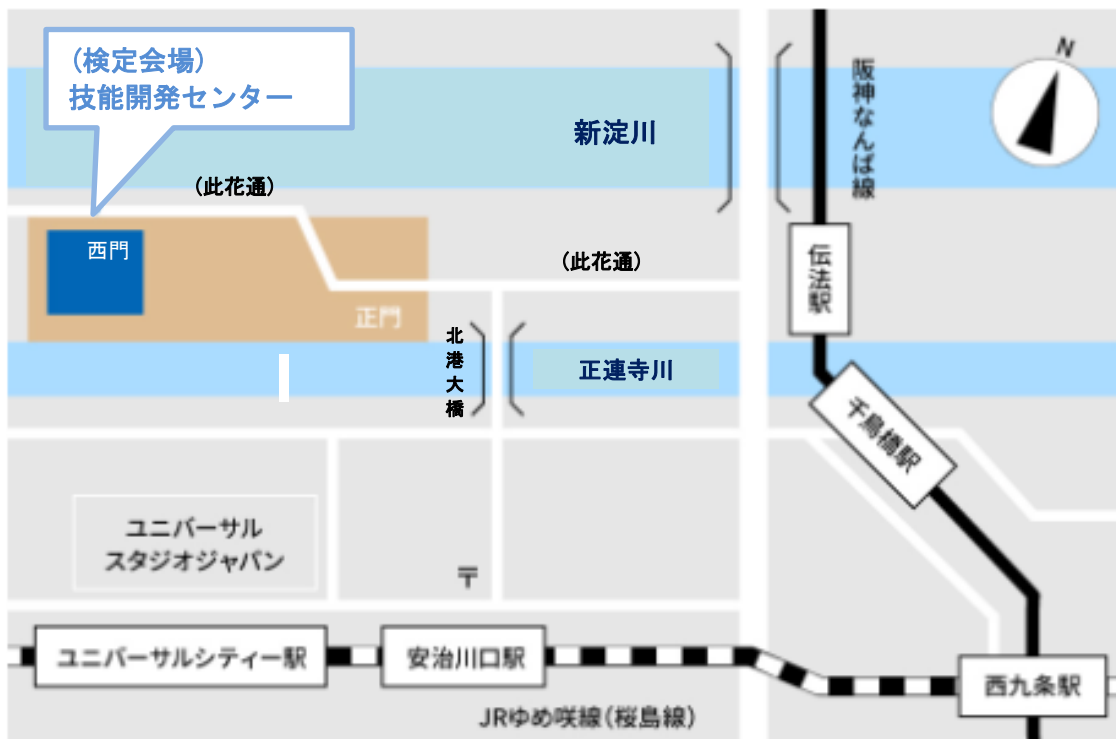 (検定会場)
技能開発センター
N
新淀川
阪神なんば線
(此花通)
西門
(此花通)
伝法駅
正門
北港大橋
正連寺川
千鳥橋駅
ユニバーサル
スタジオジャパン
〒
ユニバーサルシティー駅
安治川口駅
西九条駅
JRゆめ咲線(桜島線)